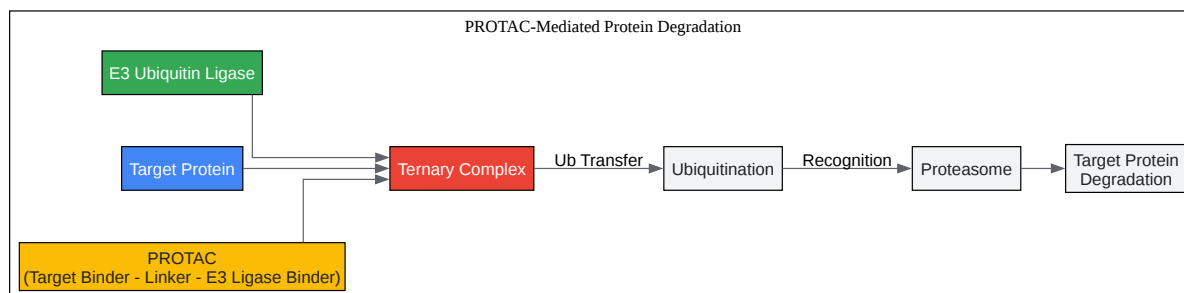 PROTAC-Mediated Protein Degradation
E3 Ubiquitin Ligase
Target Protein
PROTAC
(Target Binder - Linker - E3 Ligase Binder)
Ternary Complex
Ub Transfer
Ubiquitination
Recognition
Proteasome
Target Protein
Degradation